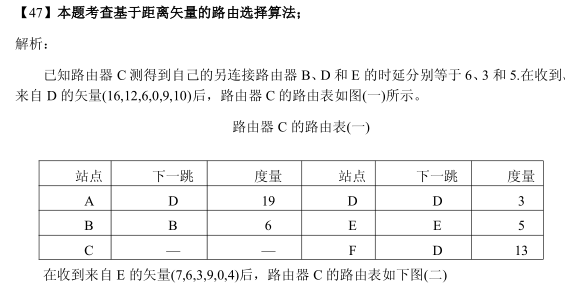 【47】本题考查基于距离矢量的路由选择算法;
解析:
已知路由器 C 测得到自己的另连接路由器 B、D 和 E 的时延分别等于 6、3 和 5.在收到
来自 D 的矢量(16,12,6,0,9,10)后，路由器 C 的路由表如图(一)所示。
路由器 C 的路由表(一)
站点 下一跳 度量 站点 下一跳 度量
A D 19 D D 3
B B 6 E E 5
C — — F D 13
在收到来自 E 的矢量(7,6,3,9,0,4)后，路由器 C 的路由表如下图(二)